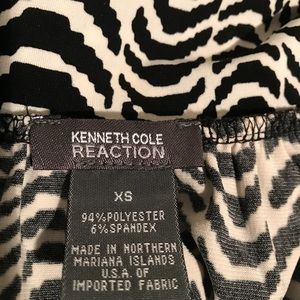 KENNETH COLE
REACTION
XS
94% POLYESTER
6% SPANDEX
MADE IN NORTHERN
MARIANA ISLANDS
U.S.A. OF
IMPORTED FABRIC